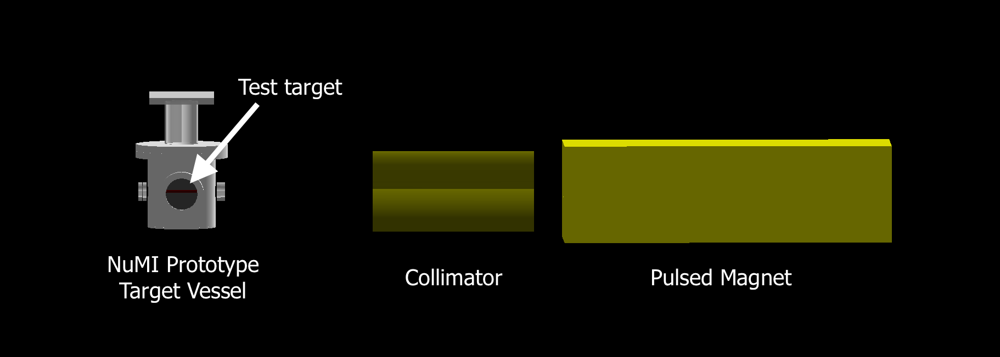 Test target
NuMI Prototype
Target Vessel
Collimator
Pulsed Magnet